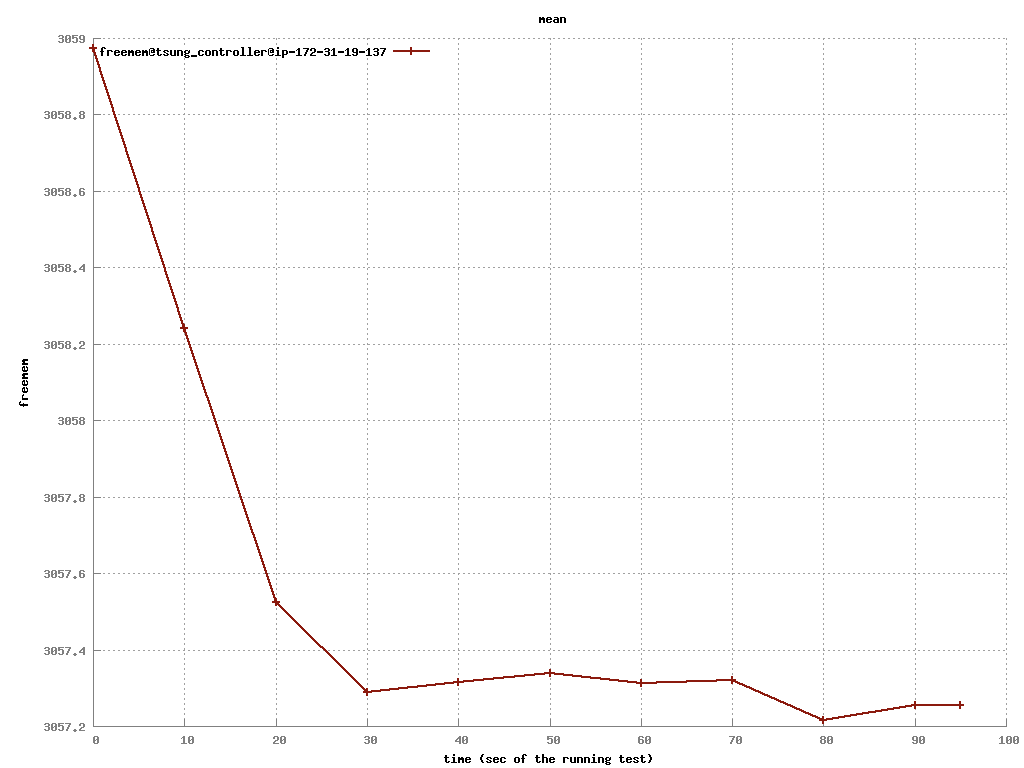 mean
3059
freemem@tsung_controller@ip-172-31-19-137
3058.8
3058.6
3058.4
3058.2
freemem
3058
3057.8
3057.6
3057.4
3057.2
0 10 20 30 40 50 60 70 80 90 100
time (sec of the running test)